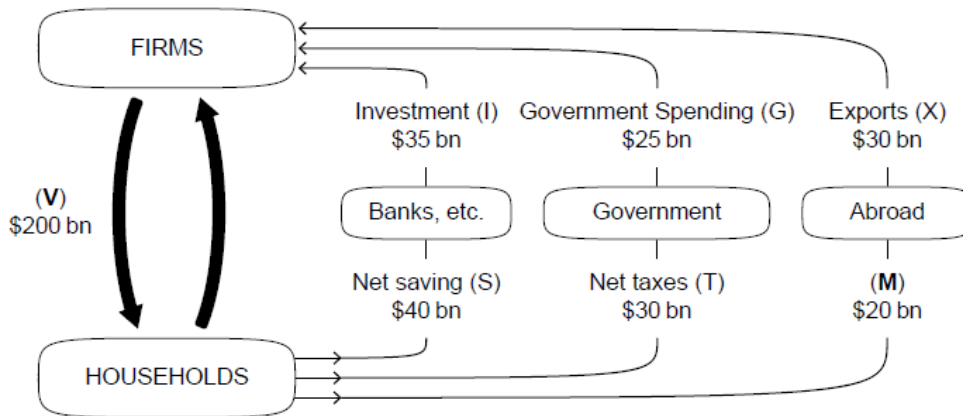 FIRMS
Investment (I)
$35 bn
Government Spending (G)
$25 bn
Exports (X)
$30 bn
(V)
$200 bn
Banks, etc.
Government
Abroad
Net saving (S)
$40 bn
Net taxes (T)
$30 bn
(M)
$20 bn
HOUSEHOLDS